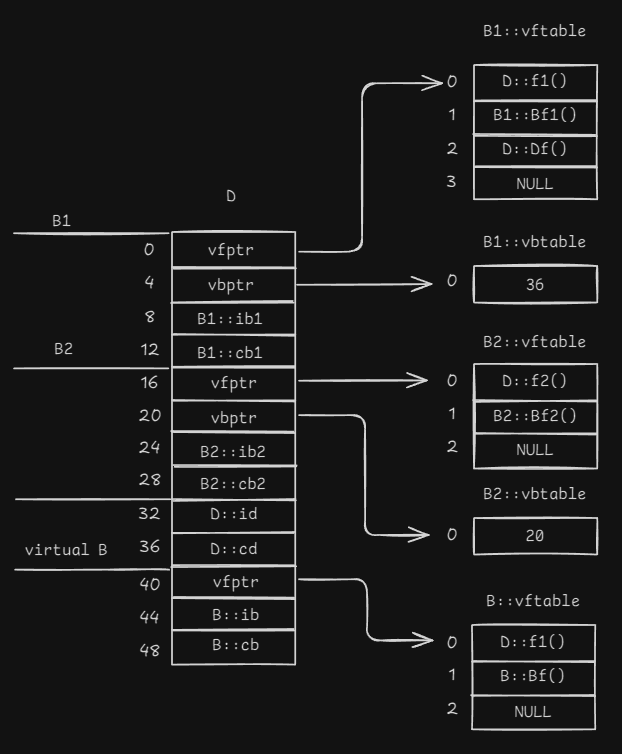 B1::vftable
0 D::f1()
1 B1::Bf1()
2 D::Df()
3 NULL
D
B1
0 vfptr
4 vbptr
8 B1::ib1
12 B1::cb1
B2
16 vfptr
20 vbptr
24 B2::ib2
28 B2::cb2
32 D::id
virtual B 36 D::cd
40 vfptr
44 B::ib
48 B::cb
B1::vbtable
0 36
B2::vftable
0 D::f2()
1 B2::Bf2()
2 NULL
B2::vbtable
0 20
B::vftable
0 D::f1()
1 B::Bf()
2 NULL